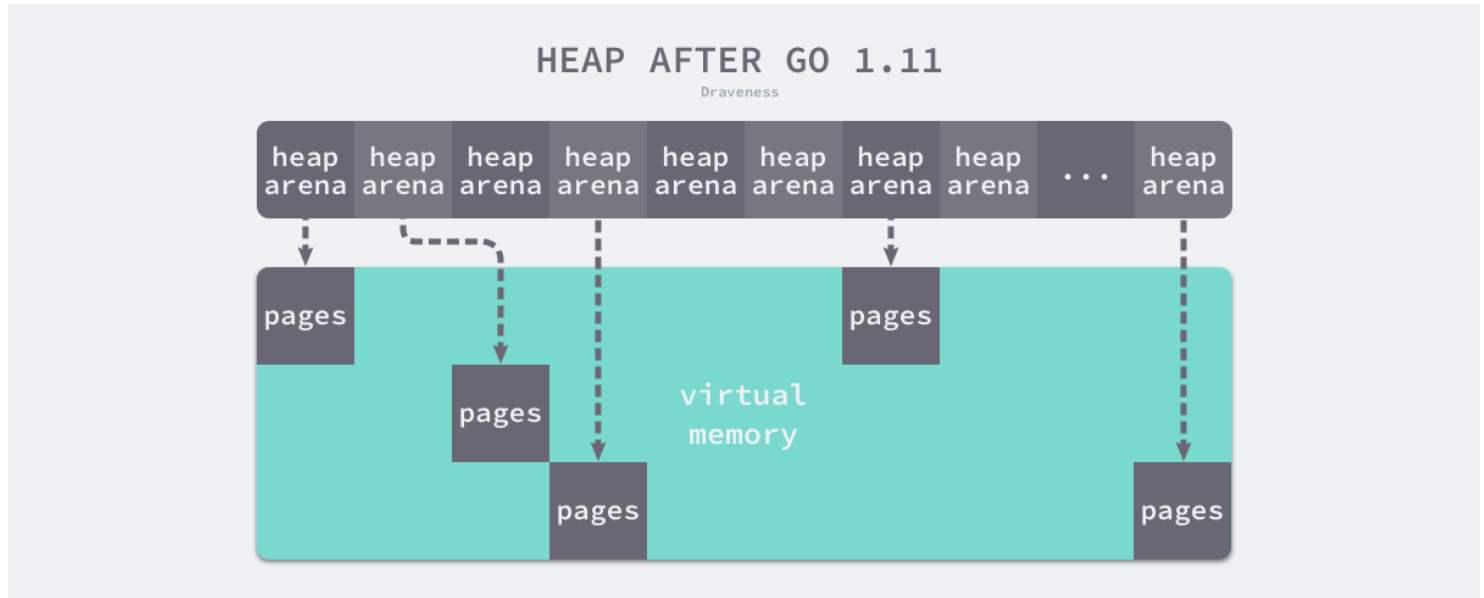 HEAP AFTER GO 1.11
Draveness
heap heap heap heap heap heap heap heap heap
arena arena arena arena arena arena arena arena ... arena
pages pages
virtual
pages
memory
pages pages